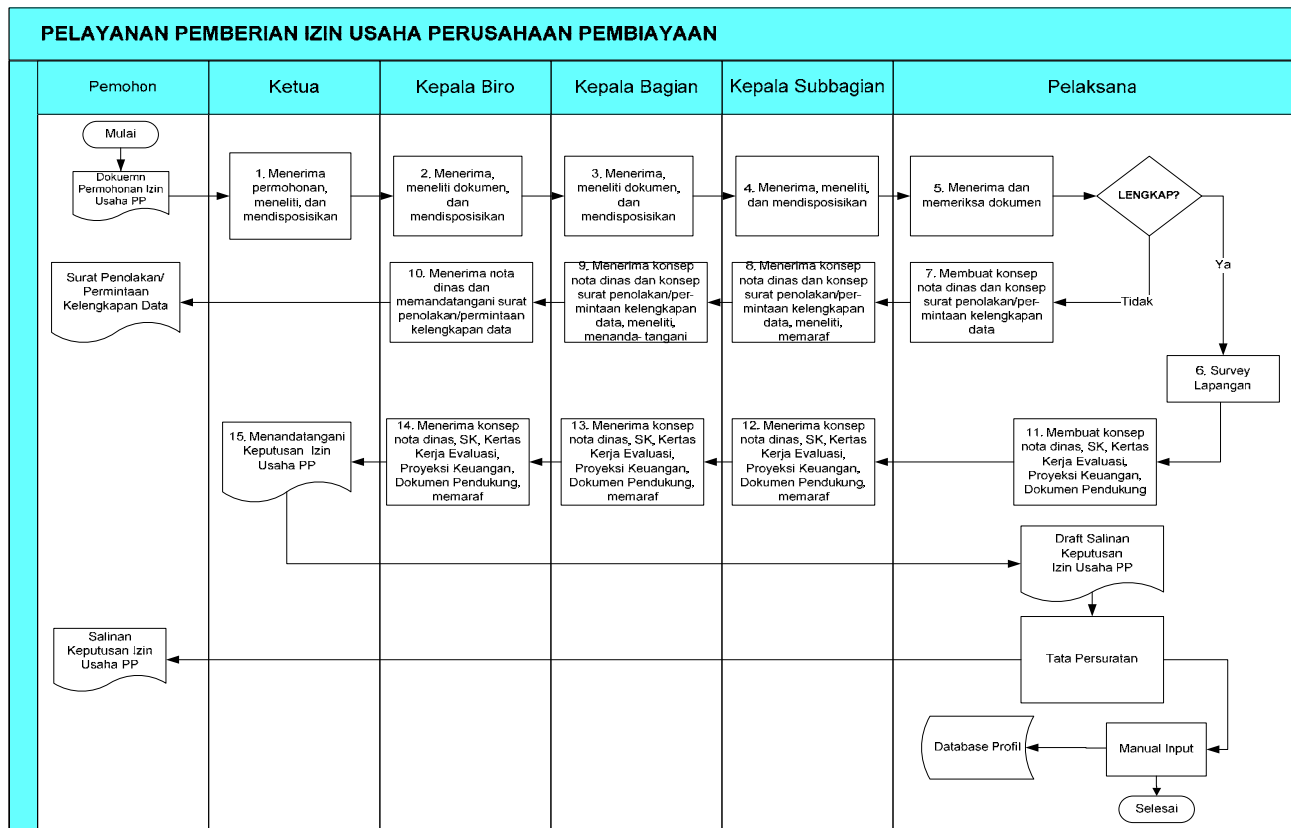 PELAYANAN PEMBERIAN IZIN USAHA PERUSAHAAN PEMBIAYAAN
Pemohon
Ketua
Kepala Biro
Kepala Bagian
Kepala Subbagian
Pelaksana
Mulai
Dokuemn
Permohonan Izin
Usaha PP
1. Menerima
permohonan,
meneliti, dan
mendisposisikan
2. Menerima,
meneliti dokumen,
dan
mendisposisikan
3. Menerima,
meneliti dokumen,
dan
mendisposisikan
4. Menerima, meneliti,
dan mendisposisikan
5. Menerima dan
memeriksa dokumen
LENGKAP?
Ya
Tidak
Surat Penolakan/
Permintaan
Kelengkapan Data
10. Menerima nota
dinas dan
memandatangani surat
penolakan/permintaan
kelengkapan data
9. Menerima konsep
nota dinas dan konsep
surat penolakan/per-
mintaan kelengkapan
data, meneliti,
menanda- tangani
8. Menerima konsep
nota dinas dan konsep
surat penolakan/per-
mintaan kelengkapan
data, meneliti,
memaraf
7. Membuat konsep
nota dinas dan konsep
surat penolakan/per-
mintaan kelengkapan
data
6. Survey
Lapangan
15. Menandatangani
Keputusan Izin
Usaha PP
14. Menerima konsep
nota dinas, SK, Kertas
Kerja Evaluasi,
Proyeksi Keuangan,
Dokumen Pendukung,
memaraf
13. Menerima konsep
nota dinas, SK, Kertas
Kerja Evaluasi,
Proyeksi Keuangan,
Dokumen Pendukung,
memaraf
12. Menerima konsep
nota dinas, SK, Kertas
Kerja Evaluasi,
Proyeksi Keuangan,
Dokumen Pendukung,
memaraf
11. Membuat konsep
nota dinas, SK, Kertas
Kerja Evaluasi,
Proyeksi Keuangan,
Dokumen Pendukung
Draft Salinan
Keputusan
Izin Usaha PP
Salinan
Keputusan Izin
Usaha PP
Tata Persuratan
Database Profil
Manual Input
Selesai